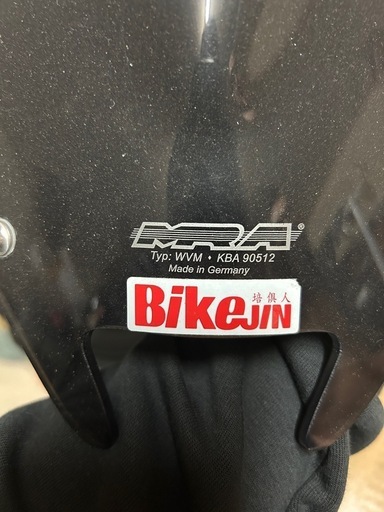 MRA®
Typ: WVM • KBA 90512
Made in Germany
培倶人
BikeJIN